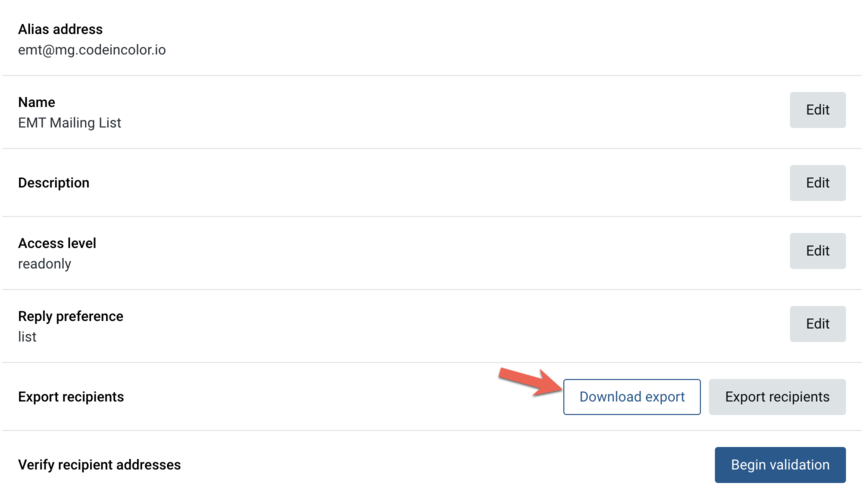 Alias address
emt@mg.codeincolor.io
Name
EMT Mailing List
Edit
Description
Edit
Access level
readonly
Edit
Reply preference
list
Edit
Export recipients
Download export
Export recipients
Verify recipient addresses
Begin validation